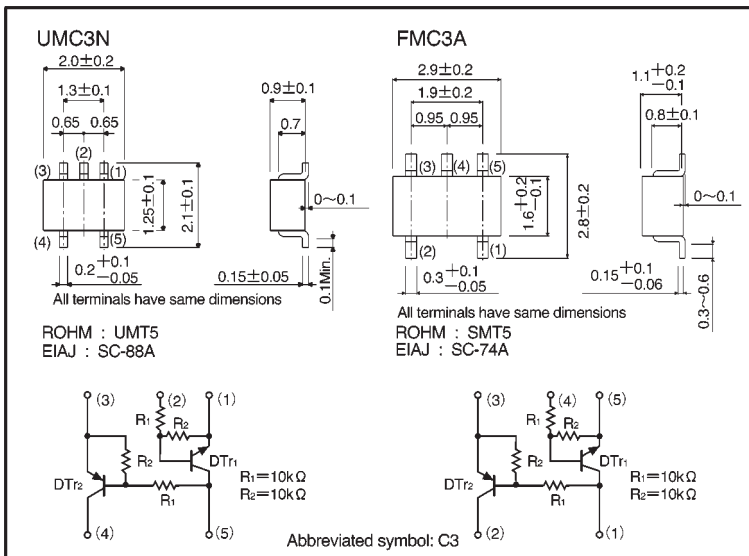 UMC3N
2.0±0.2
1.3±0.1
0.65 0.65
(2)
(3) (1)
(4) (5)
1.25±0.1
2.1±0.1
0.2 +0.1 −0.05
0.9±0.1
0.7
0~0.1
0.15±0.05
0.1Min.
All terminals have same dimensions
ROHM : UMT5
EIAJ : SC-88A
FMC3A
2.9±0.2
1.9±0.2
0.95 0.95
(3) (4) (5)
(2) (1)
1.6 +0.2 −0.1
2.8±0.2
0.3 +0.1 −0.05
1.1 +0.2 −0.1
0.8±0.1
0~0.1
0.15 +0.1 −0.06
0.3~0.6
All terminals have same dimensions
ROHM : SMT5
EIAJ : SC-74A
(3) (2) (1)
R1
R2
R2
DTr1
DTr2
R1
R1=10kΩ
R2=10kΩ
(4) (5)
(3) (4) (5)
R1
R2
R2
DTr1
DTr2
R1
R1=10kΩ
R2=10kΩ
(2) (1)
Abbreviated symbol: C3